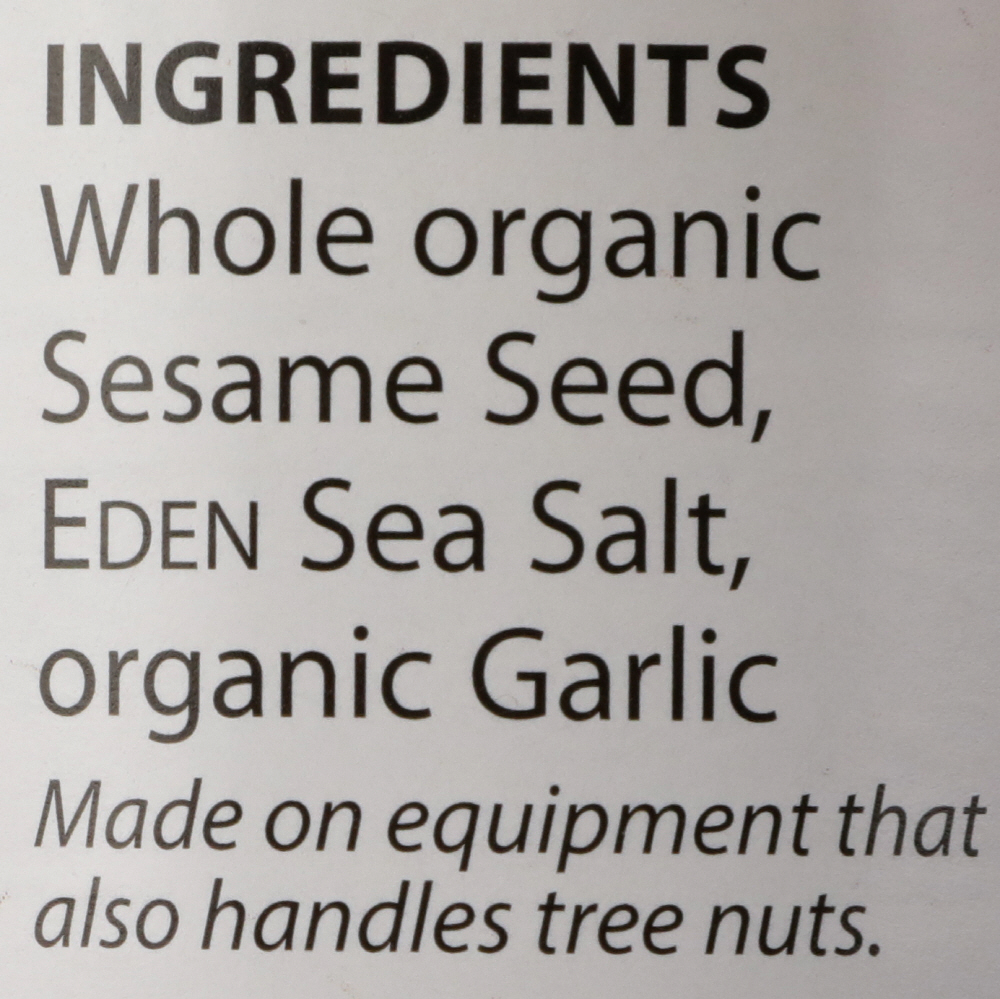 INGREDIENTS
Whole organic
Sesame Seed,
EDEN Sea Salt,
organic Garlic
Made on equipment that
also handles tree nuts.